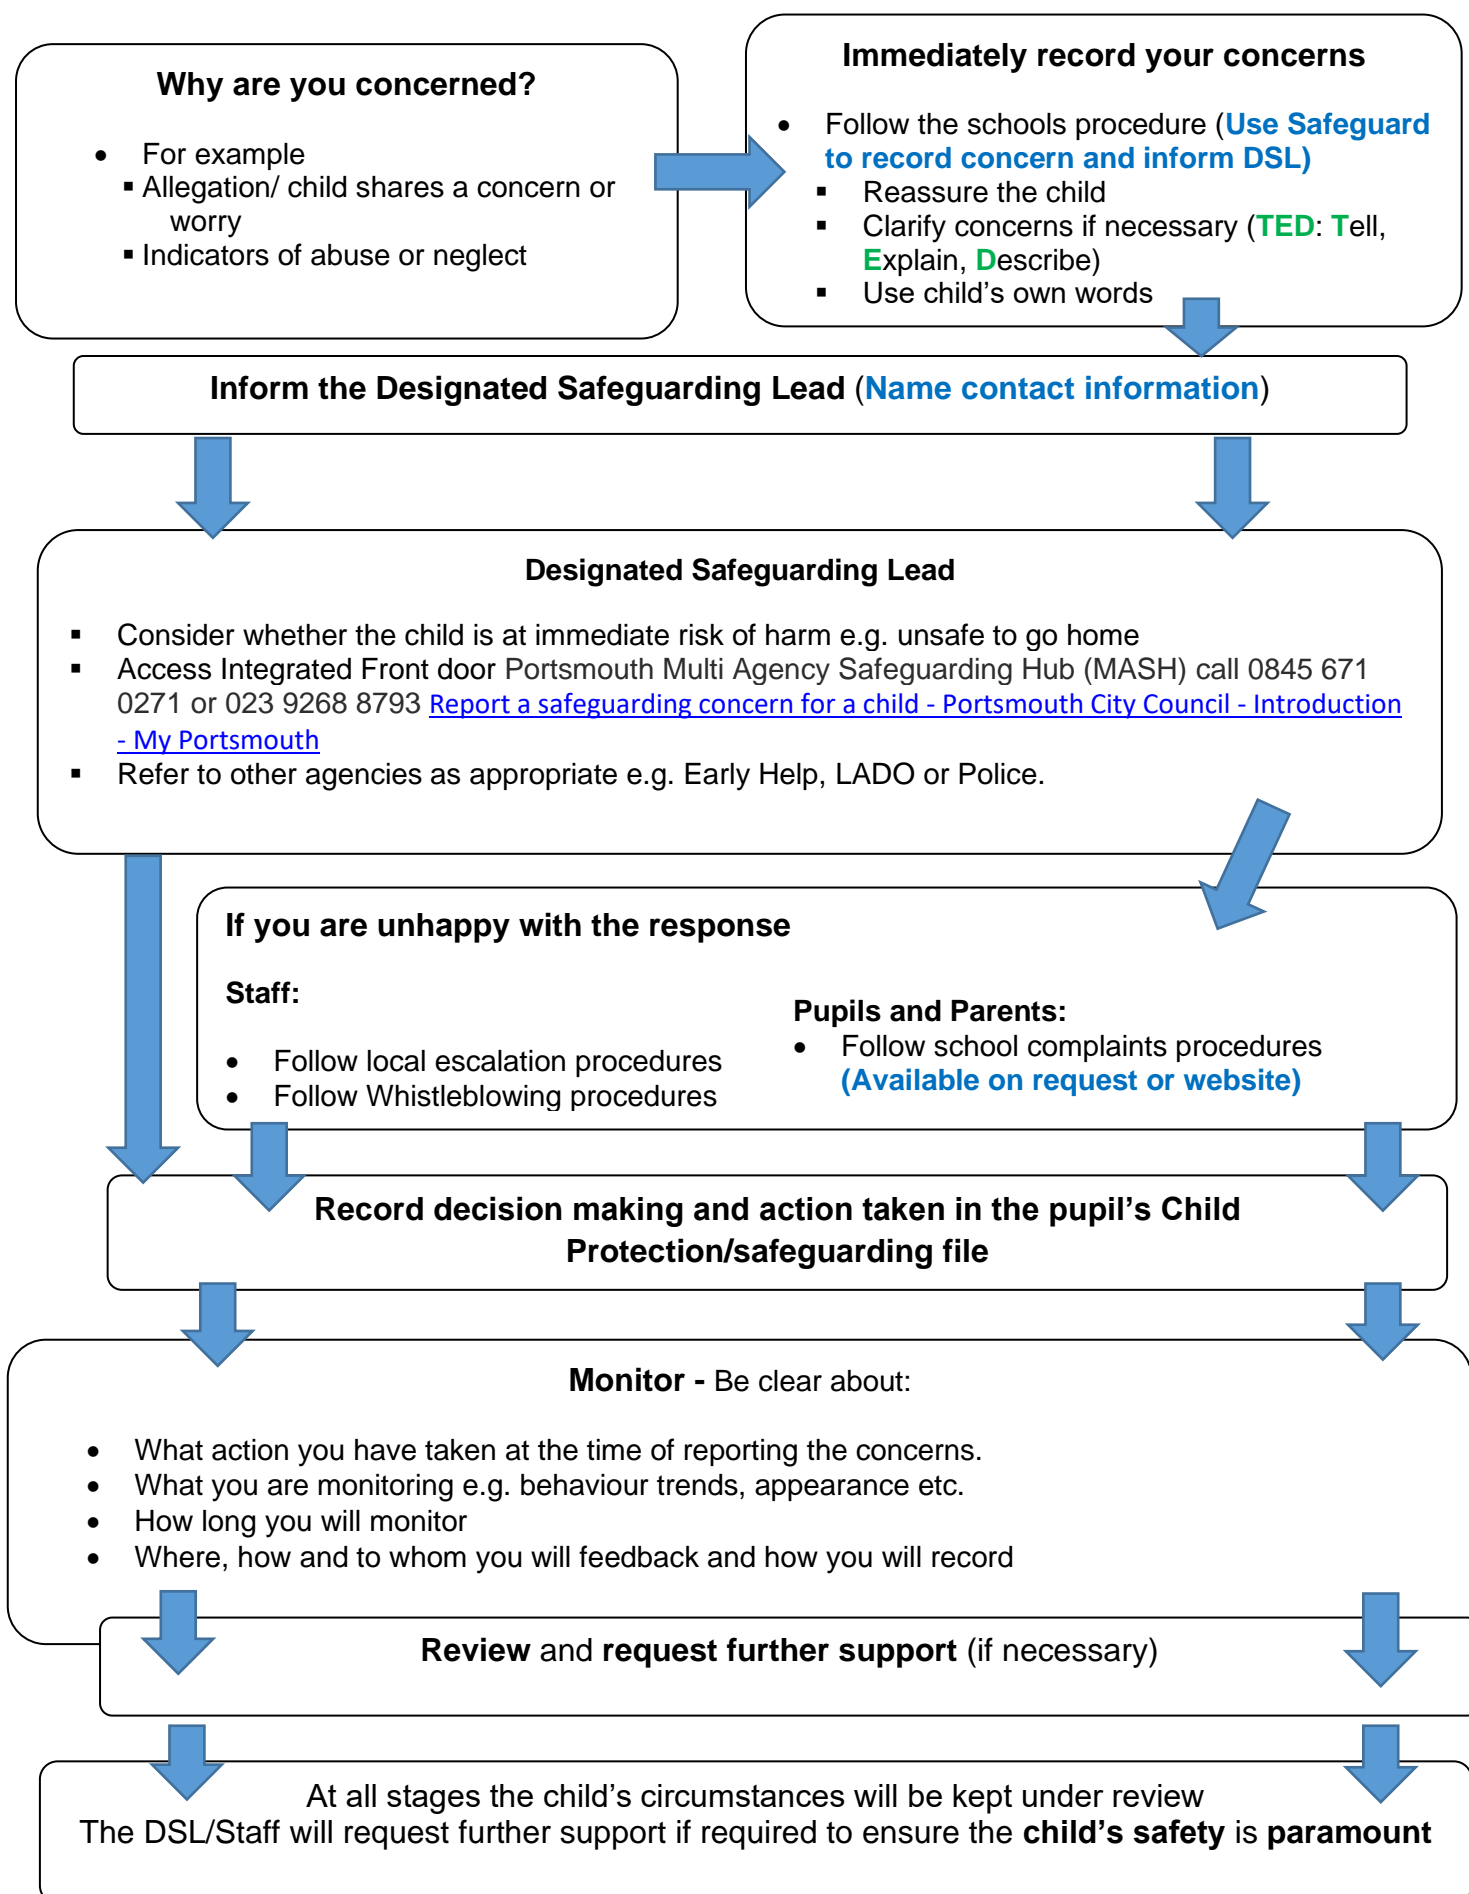 Why are you concerned?
• For example
▪ Allegation/ child shares a concern or
worry
▪ Indicators of abuse or neglect
Immediately record your concerns
• Follow the schools procedure (Use Safeguard
to record concern and inform DSL)
▪ Reassure the child
▪ Clarify concerns if necessary (TED: Tell,
Explain, Describe)
▪ Use child’s own words
Inform the Designated Safeguarding Lead (Name contact information)
Designated Safeguarding Lead
▪ Consider whether the child is at immediate risk of harm e.g. unsafe to go home
▪ Access Integrated Front door Portsmouth Multi Agency Safeguarding Hub (MASH) call 0845 671
0271 or 023 9268 8793 Report a safeguarding concern for a child - Portsmouth City Council - Introduction
- My Portsmouth
▪ Refer to other agencies as appropriate e.g. Early Help, LADO or Police.
If you are unhappy with the response
Staff:
• Follow local escalation procedures
• Follow Whistleblowing procedures
Pupils and Parents:
• Follow school complaints procedures
(Available on request or website)
Record decision making and action taken in the pupil’s Child
Protection/safeguarding file
Monitor - Be clear about:
• What action you have taken at the time of reporting the concerns.
• What you are monitoring e.g. behaviour trends, appearance etc.
• How long you will monitor
• Where, how and to whom you will feedback and how you will record
Review and request further support (if necessary)
At all stages the child’s circumstances will be kept under review
The DSL/Staff will request further support if required to ensure the child’s safety is paramount